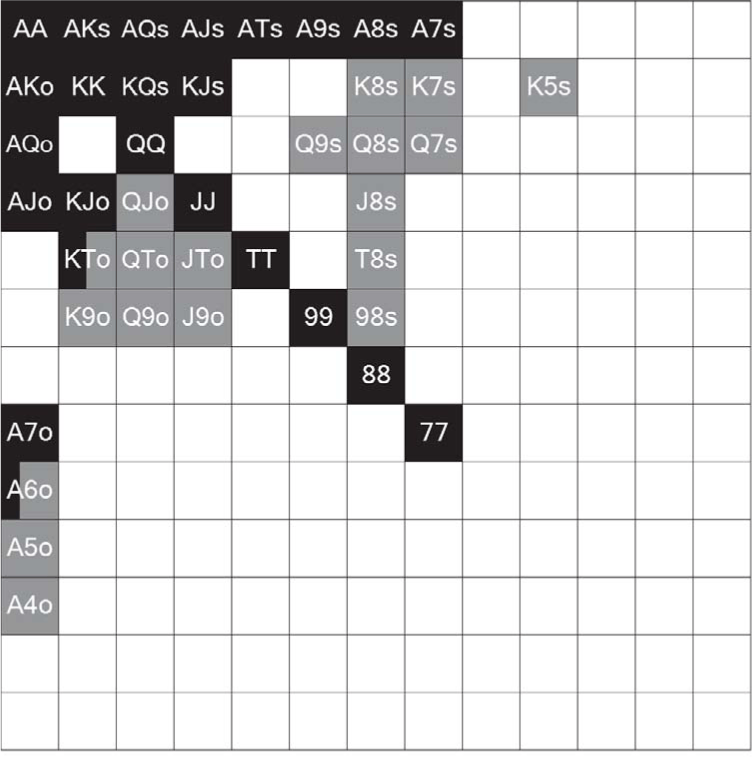 AA AKs AQs AJs ATs A9s A8s A7s
AKo KK KQs KJs K8s K7s K5s
AQo QQ Q9s Q8s Q7s
AJo KJo QJo JJ J8s
KTo QTo JTo TT T8s
K9o Q9o J9o 99 98s
88
A7o 77
A6o
A5o
A4o